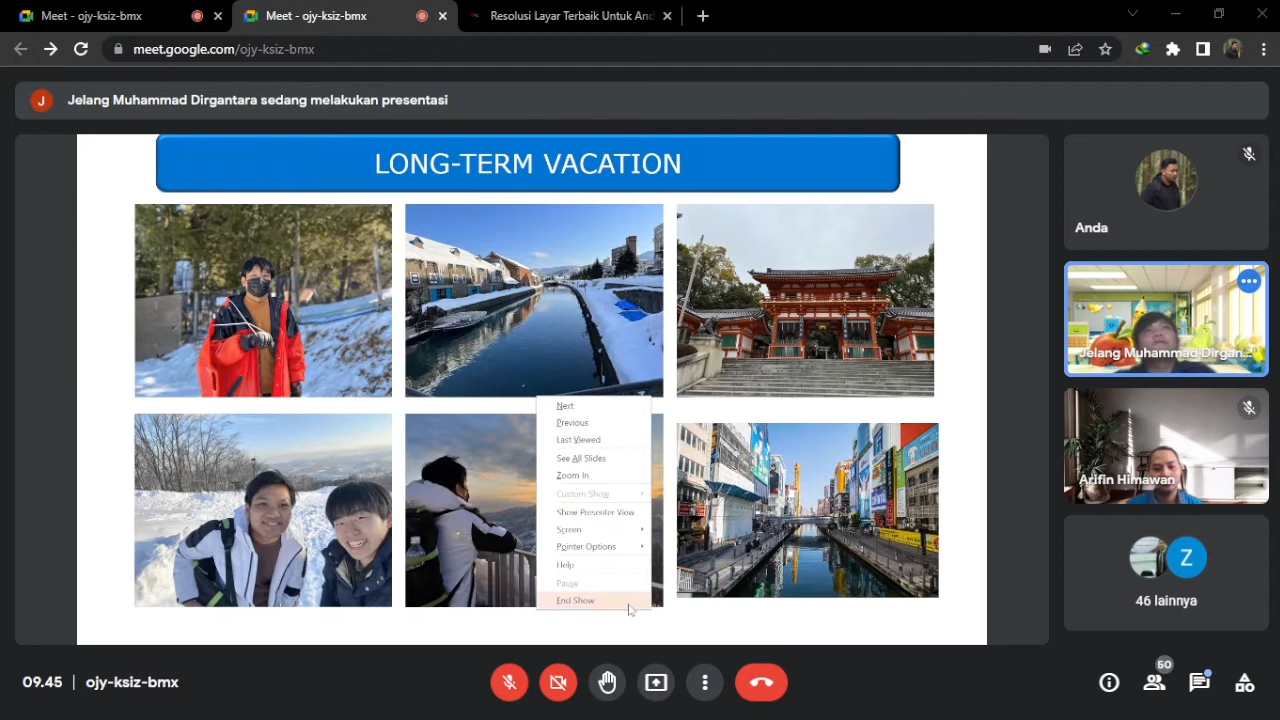 Meet - ojy-ksiz-bmx
Meet - ojy-ksiz-bmx
Resolusi Layar Terbaik Untuk And
meet.google.com/ojy-ksiz-bmx
J
Jelang Muhammad Dirgantara sedang melakukan presentasi
LONG-TERM VACATION
Next
Previous
Last Viewed
See All Slides
Zoom In
Custom Show
Show Presenter View
Screen
Pointer Options
Help
Pause
End Show
Anda
Jelang Muhammad Dirgan...
Arifin Himawan
Z
46 lainnya
09.45 | ojy-ksiz-bmx
50